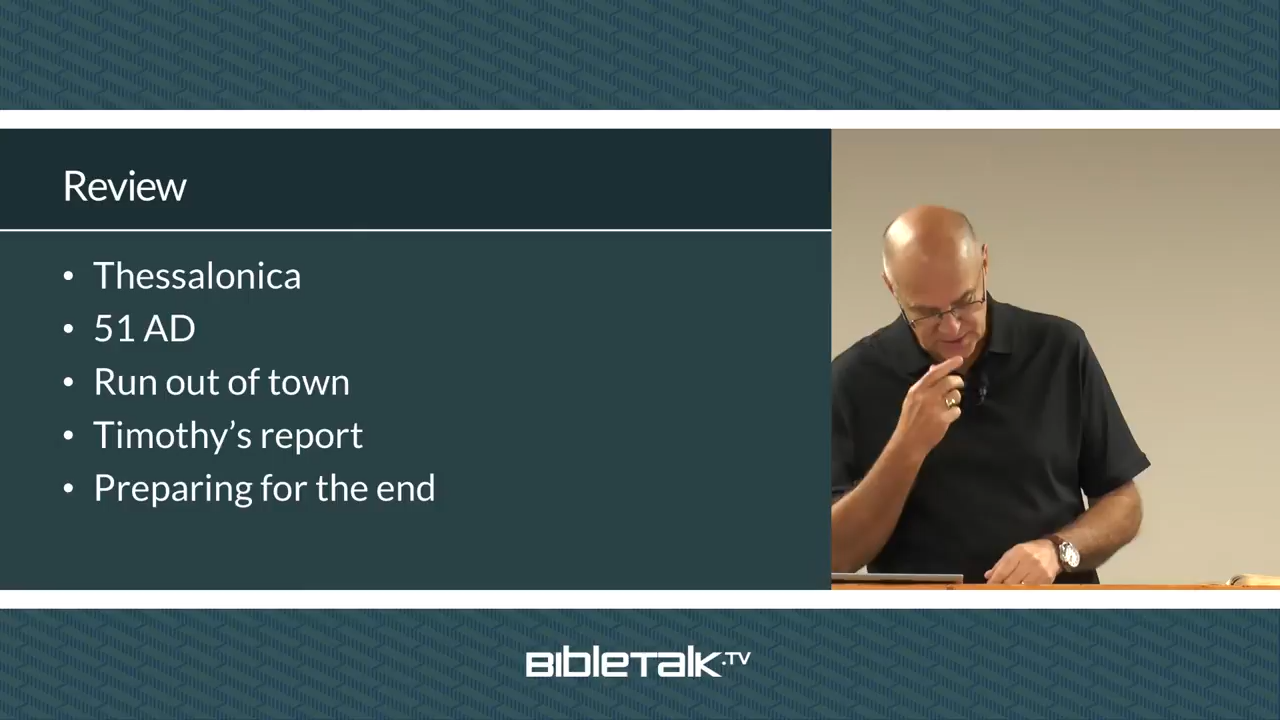 Review
• Thessalonica
• 51 AD
• Run out of town
• Timothy’s report
• Preparing for the end
BIBLETALK.TV